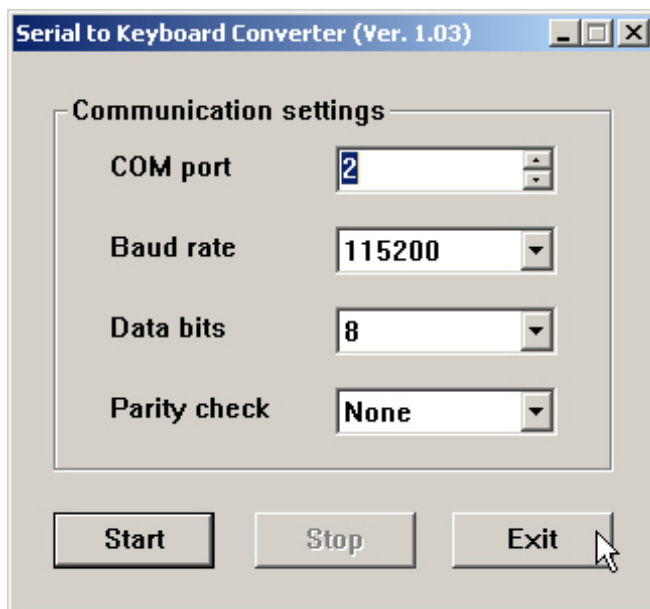 Serial to Keyboard Converter (Ver. 1.03)
Communication settings
COM port 2
Baud rate 115200
Data bits 8
Parity check None
Start Stop Exit